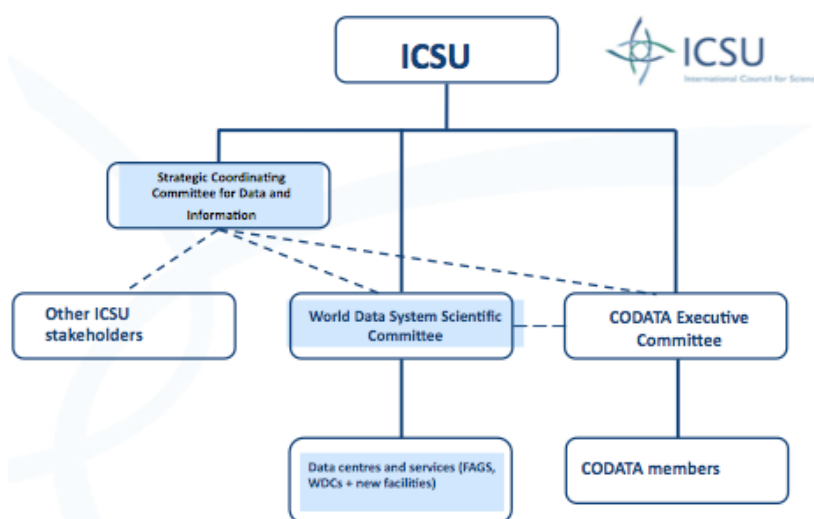 ICSU
ICSU
International Council for Scien
Strategic Coordinating
Committee for Data and
Information
Other ICSU
stakeholders
World Data System Scientific
Committee
CODATA Executive
Committee
Data centres and services (FAGS,
WDCs + new facilities)
CODATA members